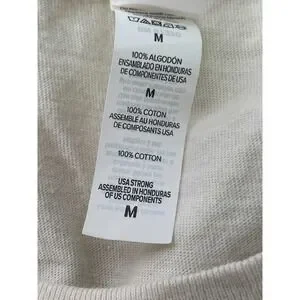 M
100% ALGODÓN
ENSAMBLADO EN HONDURAS
DE COMPONENTES DE USA
M
100% COTON
ASSEMBLE AU HONDURAS
DE COMPOSANTS USA
100% COTTON
USA STRONG
ASSEMBLED IN HONDURAS
OF US COMPONENTS
M